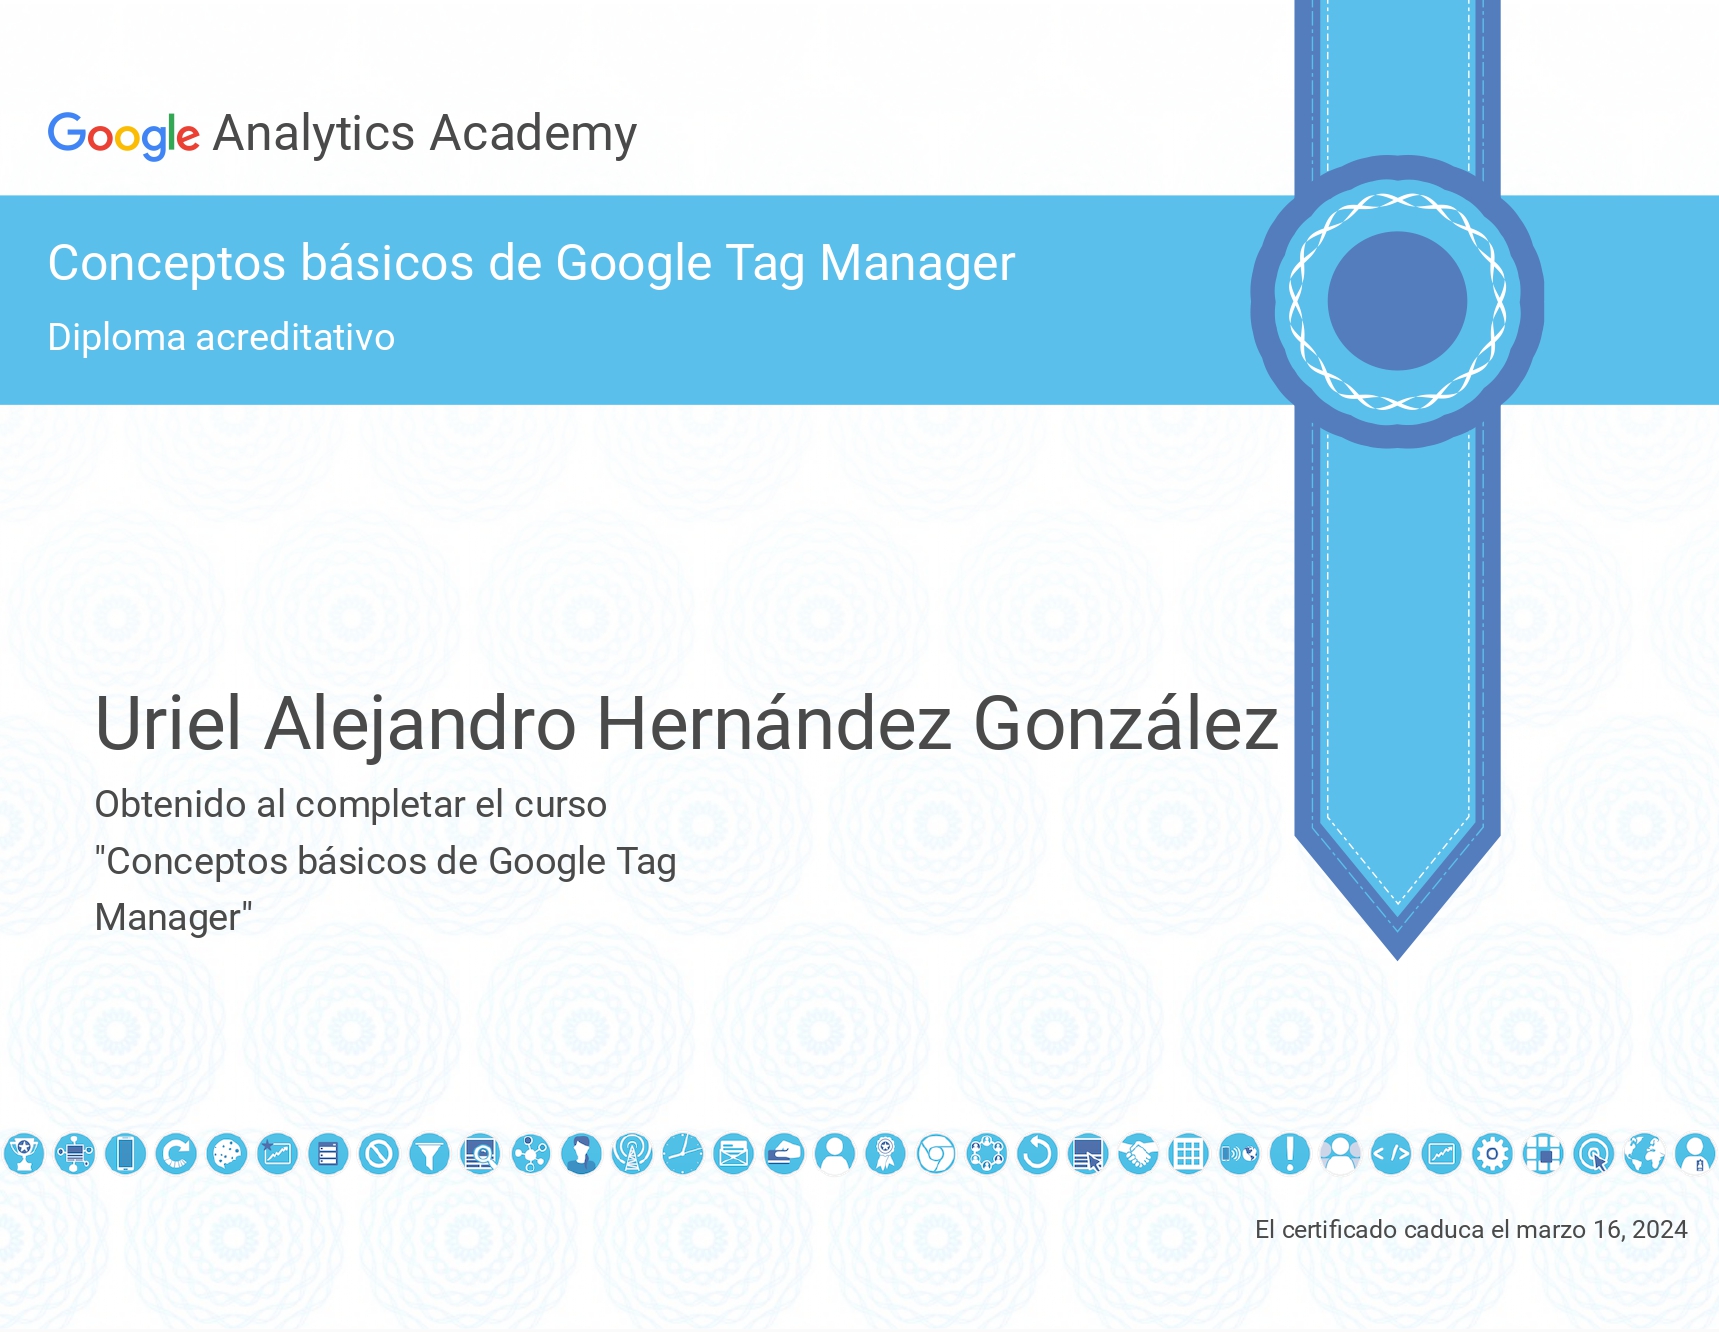 Google Analytics Academy
Conceptos básicos de Google Tag Manager
Diploma acreditativo
Uriel Alejandro Hernández González
Obtenido al completar el curso
"Conceptos básicos de Google Tag
Manager"
El certificado caduca el marzo 16, 2024